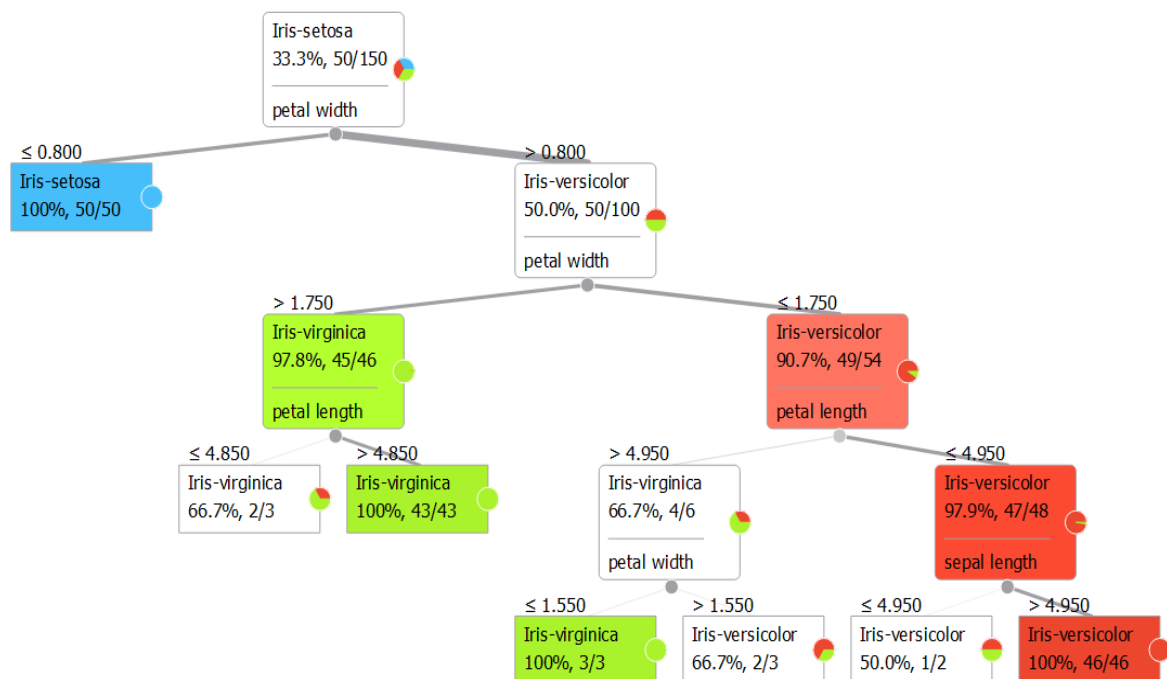 Iris-setosa
33.3%, 50/150
petal width
≤ 0.800
> 0.800
Iris-setosa
100%, 50/50
Iris-versicolor
50.0%, 50/100
petal width
> 1.750
≤ 1.750
Iris-virginica
97.8%, 45/46
petal length
Iris-versicolor
90.7%, 49/54
petal length
≤ 4.850
> 4.850
> 4.950
≤ 4.950
Iris-virginica
66.7%, 2/3
Iris-virginica
100%, 43/43
Iris-virginica
66.7%, 4/6
petal width
Iris-versicolor
97.9%, 47/48
sepal length
≤ 1.550
> 1.550
≤ 4.950
> 4.950
Iris-virginica
100%, 3/3
Iris-versicolor
66.7%, 2/3
Iris-versicolor
50.0%, 1/2
Iris-versicolor
100%, 46/46